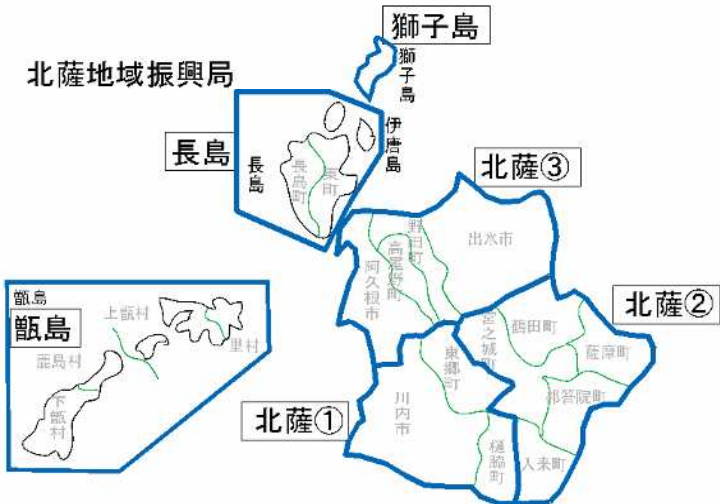 獅子島
獅子島
北薩地域振興局
伊唐島
長島
長島
長島町
東町
北薩③
野田町
出水市
高尾野町
阿久根市
甑島
甑島
上甑村
里村
鹿島村
下甑村
北薩②
宮之城町
鶴田町
薩摩町
東郷町
祁答院町
川内市
北薩①
樋脇町
入来町